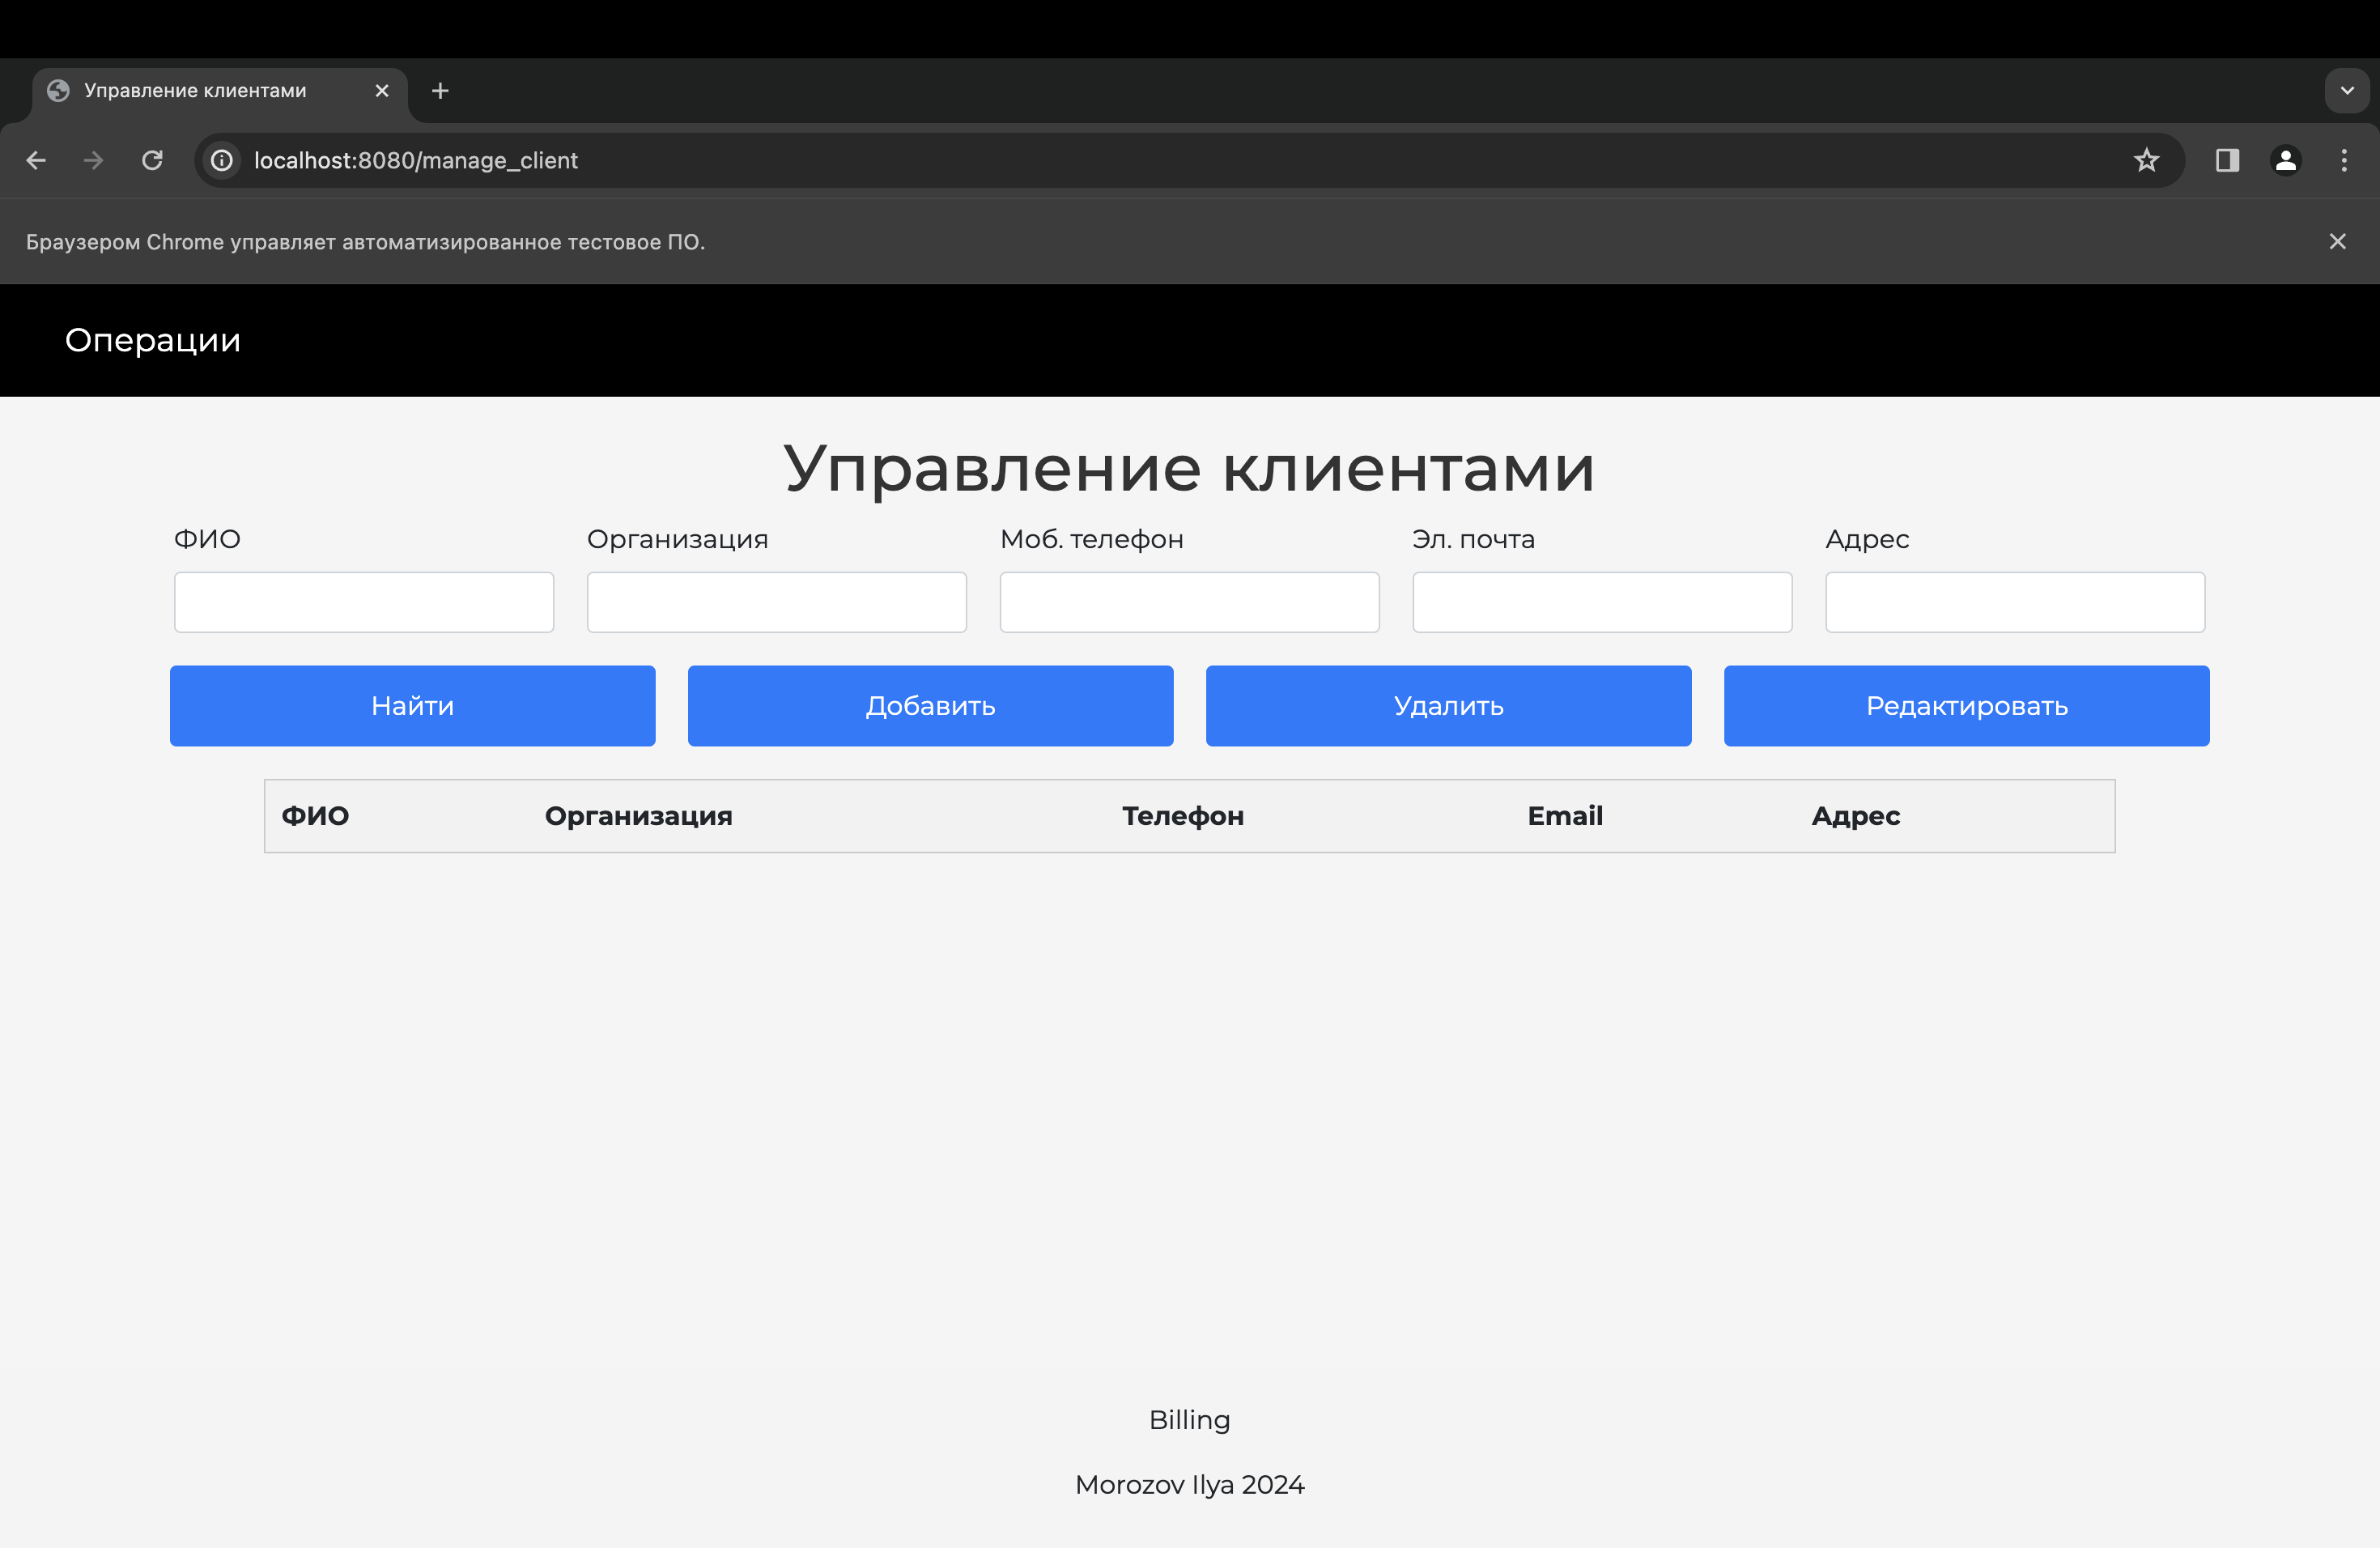 Управление клиентами
localhost:8080/manage_client
Браузером Chrome управляет автоматизированное тестовое ПО.
Операции
Управление клиентами
ФИО Организация Моб. телефон Эл. почта Адрес
Найти Добавить Удалить Редактировать
ФИО Организация Телефон Email Адрес
Billing
Morozov Ilya 2024